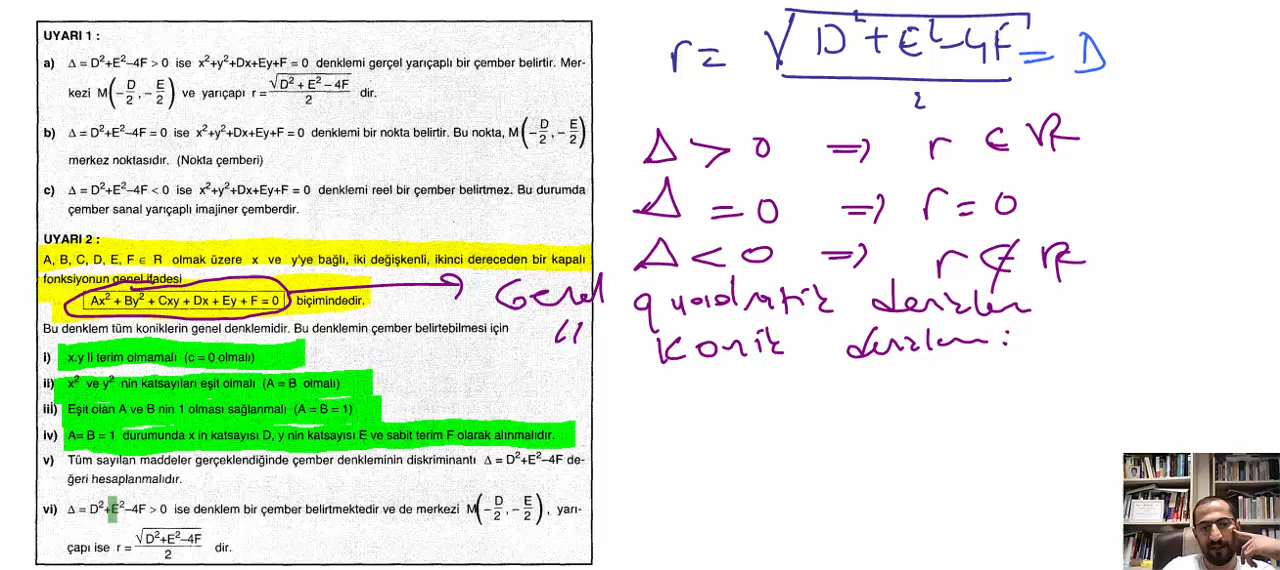 UYARI 1 :
a) Δ = D²+E²−4F > 0 ise x²+y²+Dx+Ey+F = 0 denklemi gerçel yarıçaplı bir çember belirtir. Mer-
kezi M(−D/2, −E/2) ve yarıçapı r = √(D² + E² − 4F)/2 dir.
b) Δ = D²+E²−4F = 0 ise x²+y²+Dx+Ey+F = 0 denklemi bir nokta belirtir. Bu nokta, M(−D/2, −E/2)
merkez noktasıdır. (Nokta çemberi)
c) Δ = D²+E²−4F < 0 ise x²+y²+Dx+Ey+F = 0 denklemi reel bir çember belirtmez. Bu durumda
çember sanal yarıçaplı imajiner çemberdir.
UYARI 2 :
A, B, C, D, E, F ∈ R olmak üzere x ve y'ye bağlı, iki değişkenli, ikinci dereceden bir kapalı
fonksiyonun genel ifadesi
Ax² + By² + Cxy + Dx + Ey + F = 0 biçimindedir.
Bu denklem tüm koniklerin genel denklemidir. Bu denklemin çember belirtebilmesi için
i) x.y li terim olmamalı (c = 0 olmalı)
ii) x² ve y² nin katsayıları eşit olmalı (A = B olmalı)
iii) Eşit olan A ve B nin 1 olması sağlanmalı (A = B = 1)
iv) A= B = 1 durumunda x in katsayısı D, y nin katsayısı E ve sabit terim F olarak alınmalıdır.
v) Tüm sayılan maddeler gerçeklendiğinde çember denkleminin diskriminantı Δ = D²+E²−4F de-
ğeri hesaplanmalıdır.
vi) Δ = D²+E²−4F > 0 ise denklem bir çember belirtmektedir ve de merkezi M(−D/2, −E/2), yarı-
çapı ise r = √(D²+E²−4F)/2 dir.
r = √(D²+E²−4F)/2 = D
Δ > 0 ⇒ r ∈ R
Δ = 0 ⇒ r = 0
Δ < 0 ⇒ r ∉ R
Genel quadratik denklem
" Konik denklem: